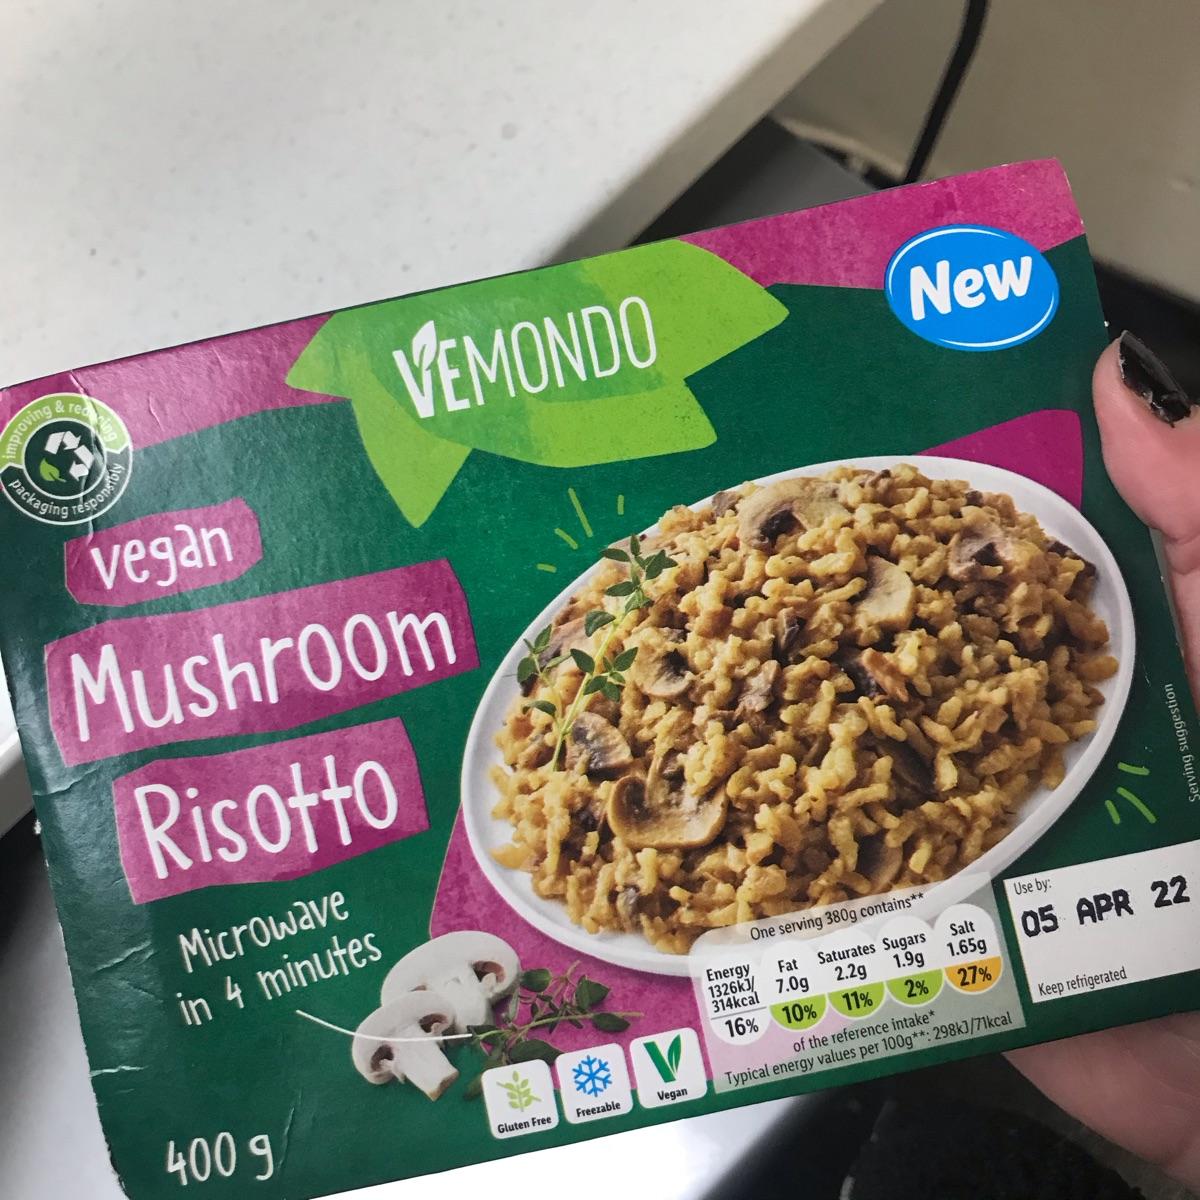 VEMONDO
New
improving & reducing
packaging responsibly
vegan
Mushroom
Risotto
Microwave
in 4 minutes
Serving suggestion
One serving 380g contains**
Energy
1326kJ/
314kcal
16%
Fat
7.0g
10%
Saturates
2.2g
11%
Sugars
1.9g
2%
Salt
1.65g
27%
of the reference intake*
Typical energy values per 100g**: 298kJ/71kcal
Use by:
05 APR 22
Keep refrigerated
Gluten Free
Freezable
Vegan
400 g